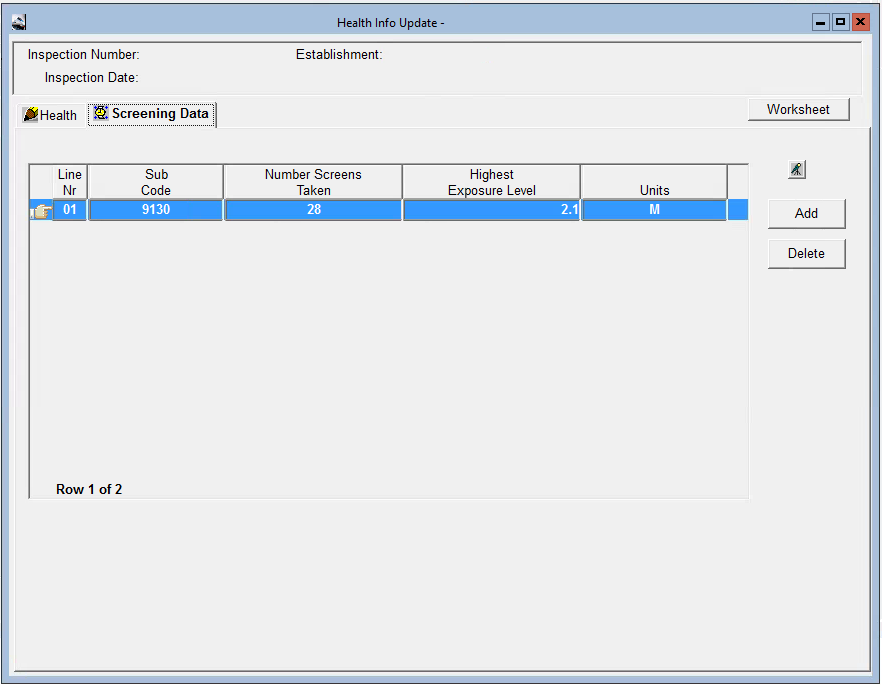 Health Info Update -
Inspection Number: Establishment:
Inspection Date:
Health Screening Data Worksheet
Line Nr Sub Code Number Screens Taken Highest Exposure Level Units
01 9130 28 2.1 M
Add
Delete
Row 1 of 2